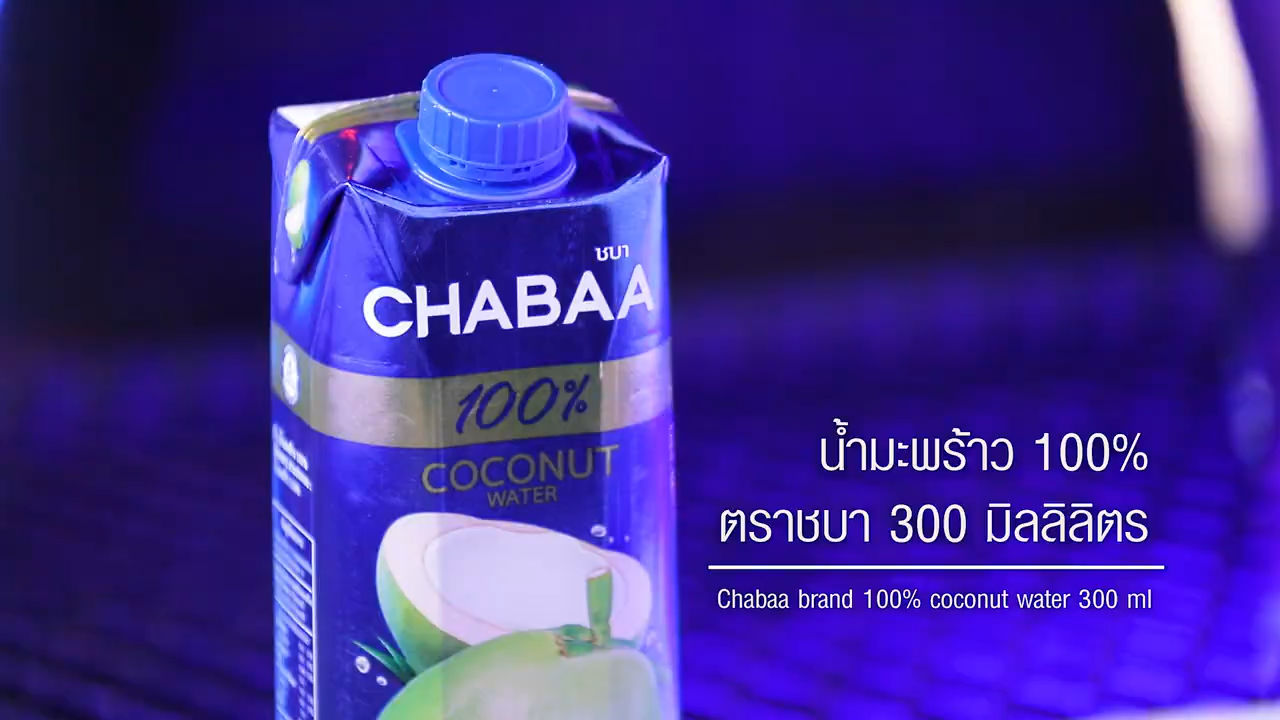 ชบา
CHABAA
100%
COCONUT
WATER
น้ำมะพร้าว 100%
ตราชบา 300 มิลลิลิตร
Chabaa brand 100% coconut water 300 ml